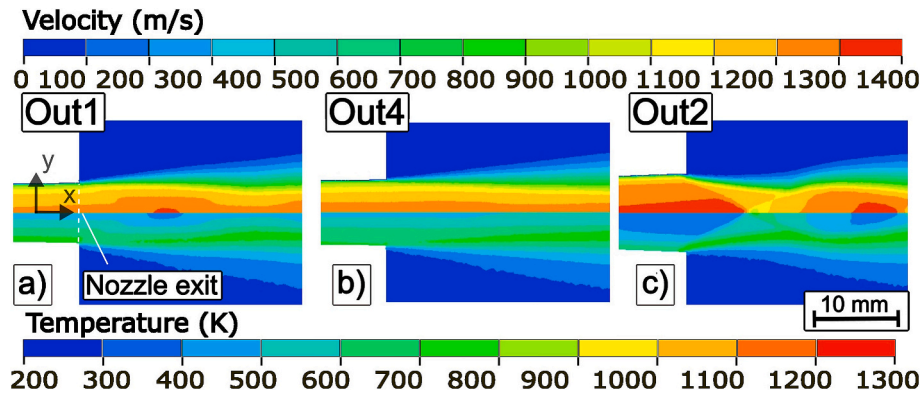 Velocity (m/s)
0 100 200 300 400 500 600 700 800 900 1000 1100 1200 1300 1400
Out1 Out4 Out2
y
x
a) Nozzle exit b) c)
10 mm
Temperature (K)
200 300 400 500 600 700 800 900 1000 1100 1200 1300